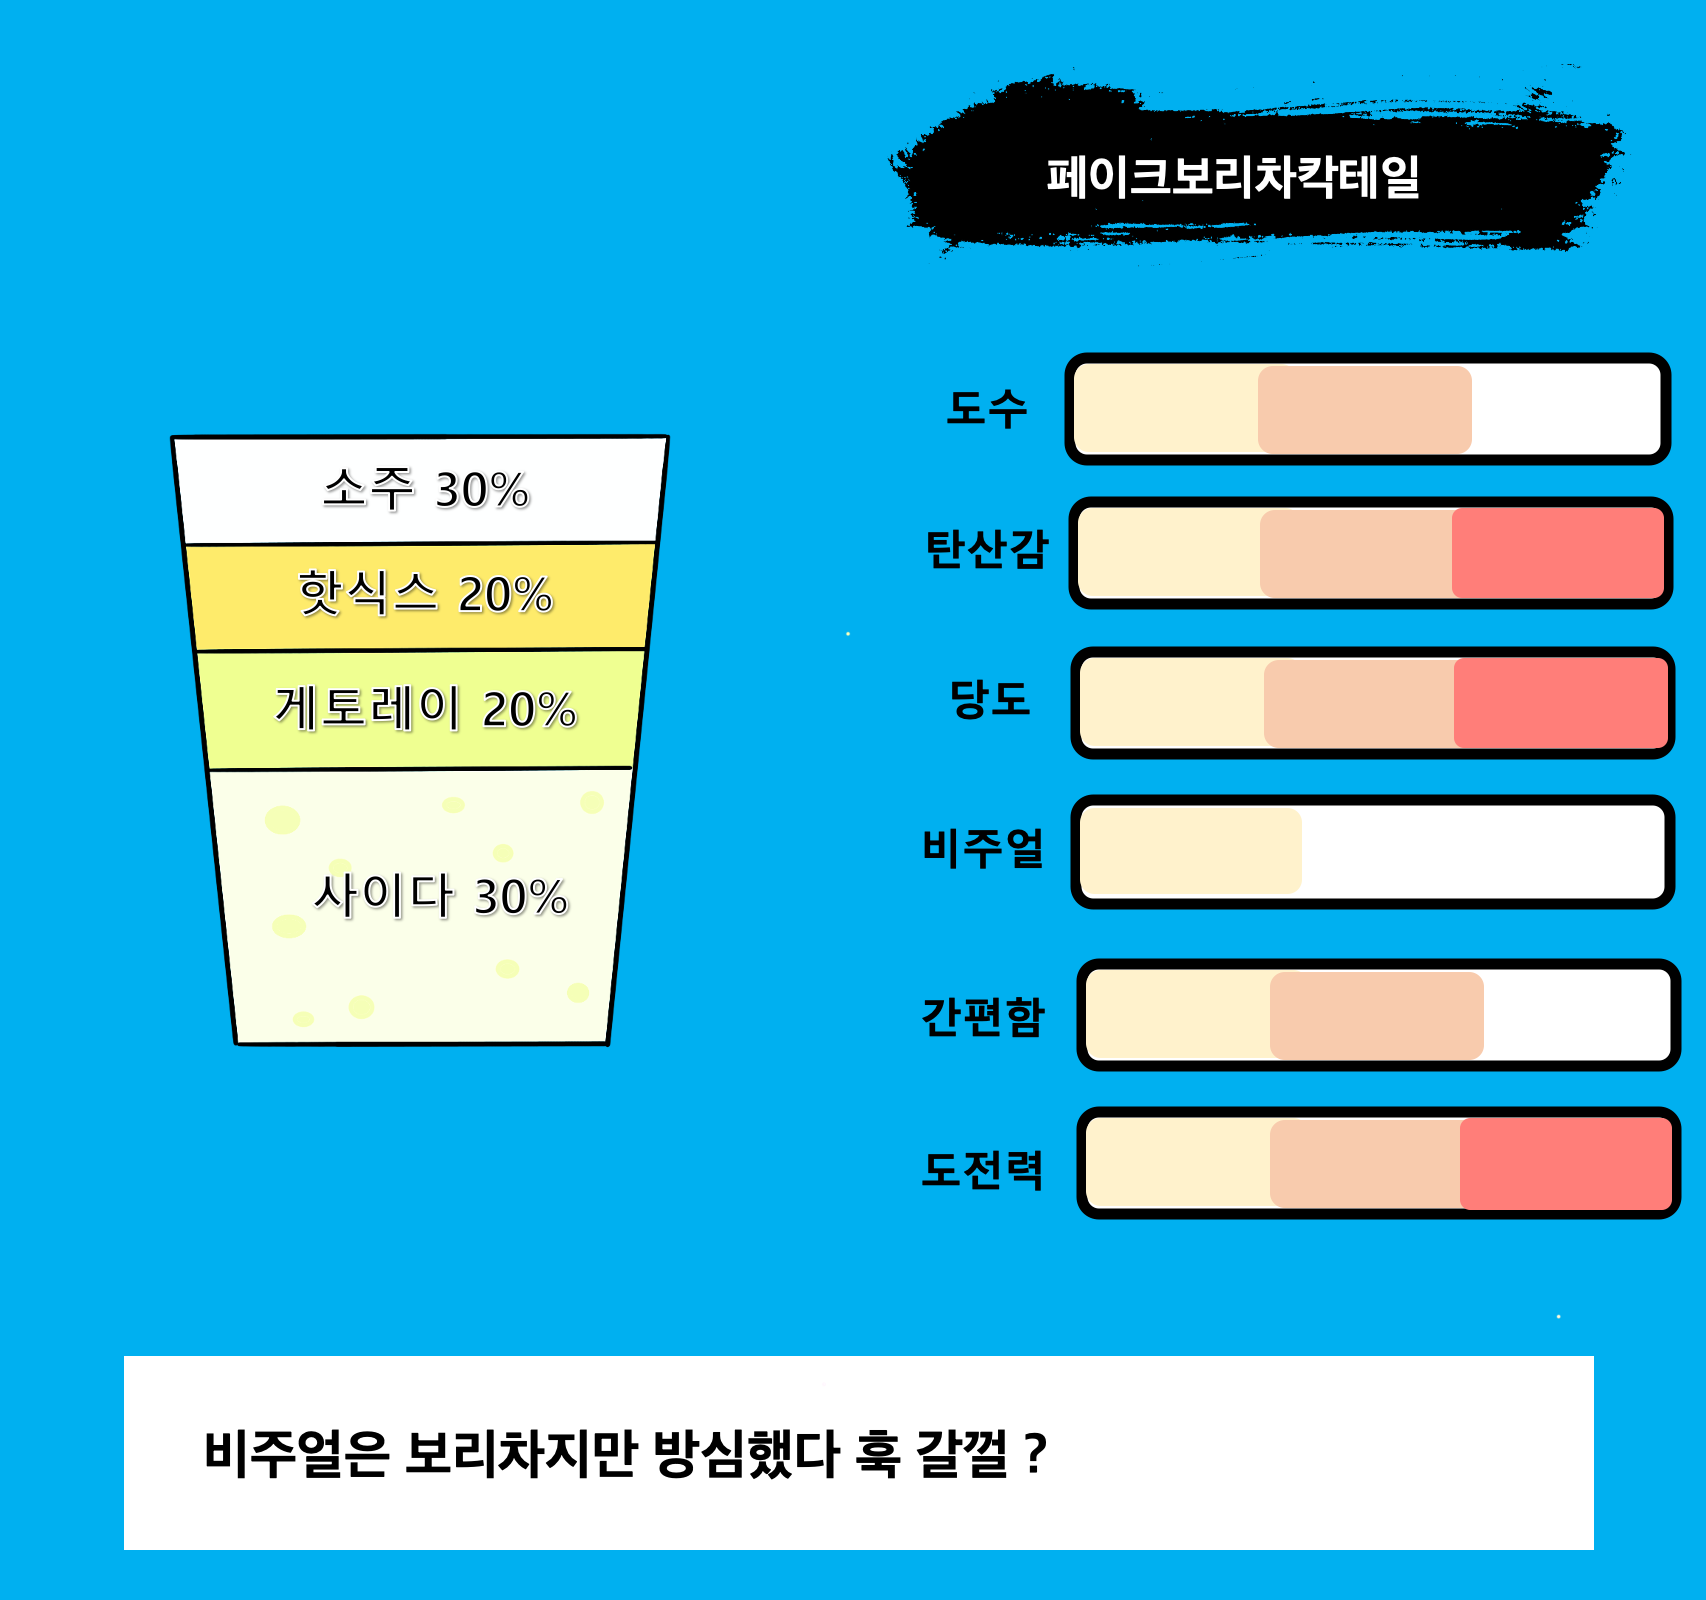 페이크보리차칵테일
소주 30%
핫식스 20%
게토레이 20%
사이다 30%
도수
탄산감
당도
비주얼
간편함
도전력
비주얼은 보리차지만 방심했다 훅 갈껄 ?